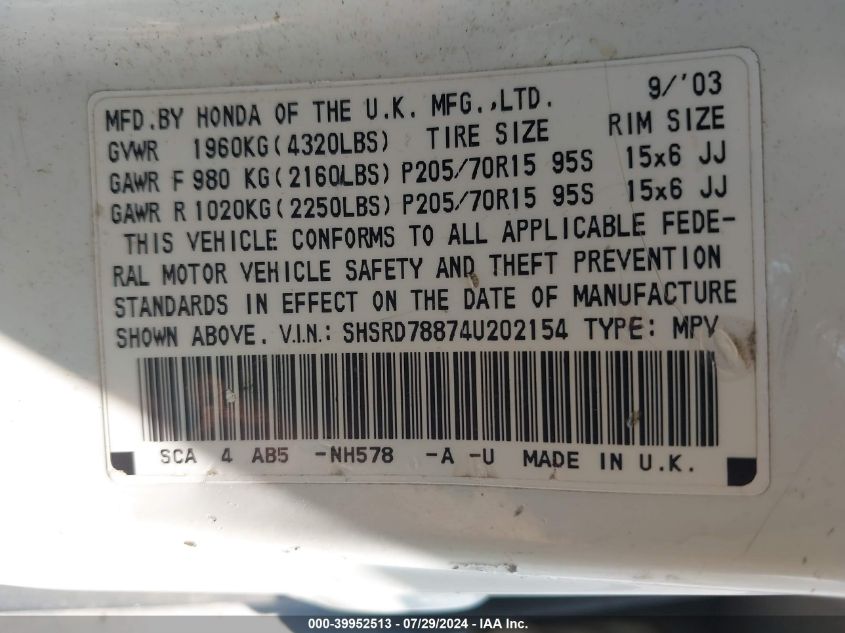 MFD.BY HONDA OF THE U.K. MFG.,LTD. 9/'03
GVWR 1960KG(4320LBS) TIRE SIZE RIM SIZE
GAWR F 980 KG(2160LBS) P205/70R15 95S 15x6 JJ
GAWR R 1020KG(2250LBS) P205/70R15 95S 15x6 JJ
THIS VEHICLE CONFORMS TO ALL APPLICABLE FEDE-
RAL MOTOR VEHICLE SAFETY AND THEFT PREVENTION
STANDARDS IN EFFECT ON THE DATE OF MANUFACTURE
SHOWN ABOVE. V.I.N.: SHSRD78874U202154 TYPE: MPV
SCA 4 AB5 -NH578 -A -U MADE IN U.K.
000-39952513 - 07/29/2024 - IAA Inc.